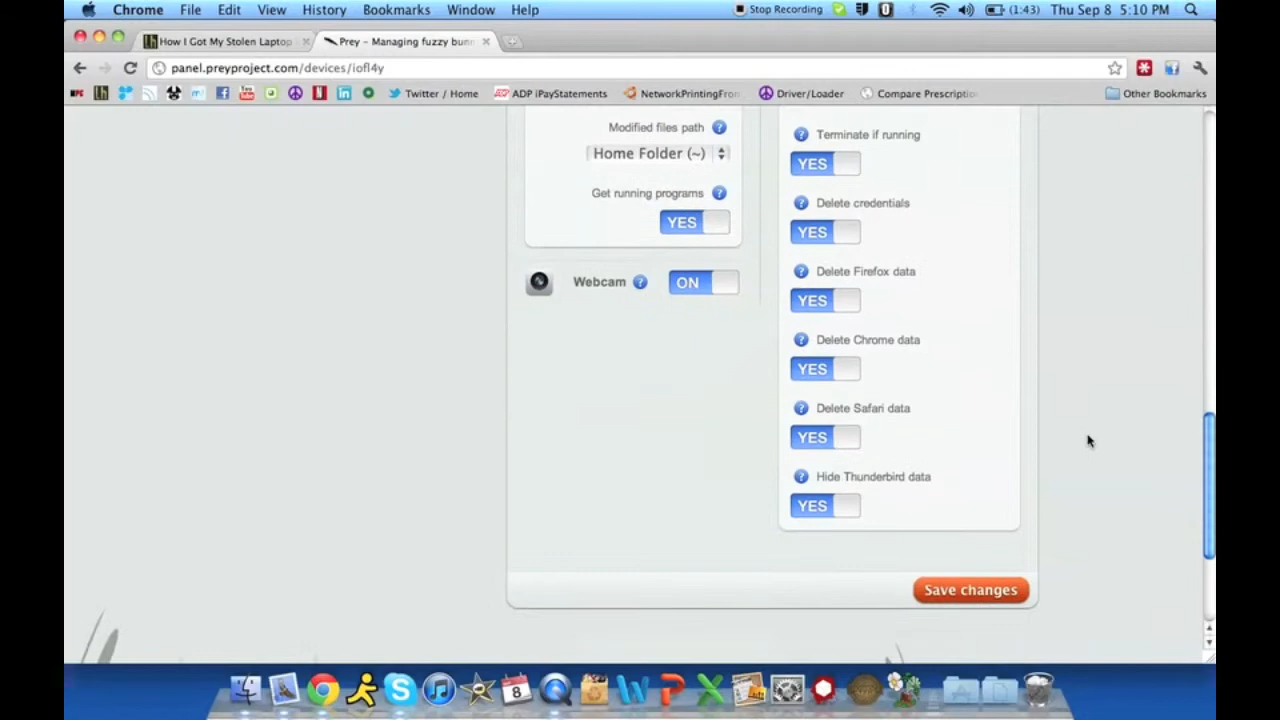 Chrome File Edit View History Bookmarks Window Help
Stop Recording (1:43) Thu Sep 8 5:10 PM
How I Got My Stolen Laptop
Prey – Managing fuzzy bunn
panel.preyproject.com/devices/iofl4y
Twitter / Home ADP iPayStatements NetworkPrintingFron Driver/Loader Compare Prescriptio Other Bookmarks
Modified files path
Home Folder (~)
Get running programs
YES
Webcam ON
Terminate if running
YES
Delete credentials
YES
Delete Firefox data
YES
Delete Chrome data
YES
Delete Safari data
YES
Hide Thunderbird data
YES
Save changes